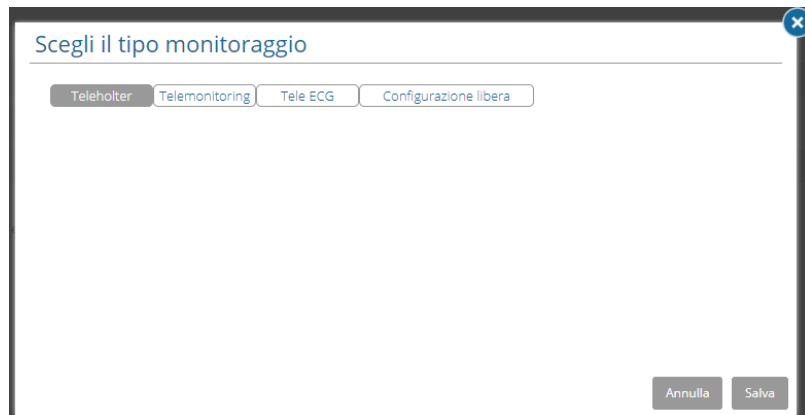 Scegli il tipo monitoraggio
Teleholter Telemonitoring Tele ECG Configurazione libera
Annulla Salva